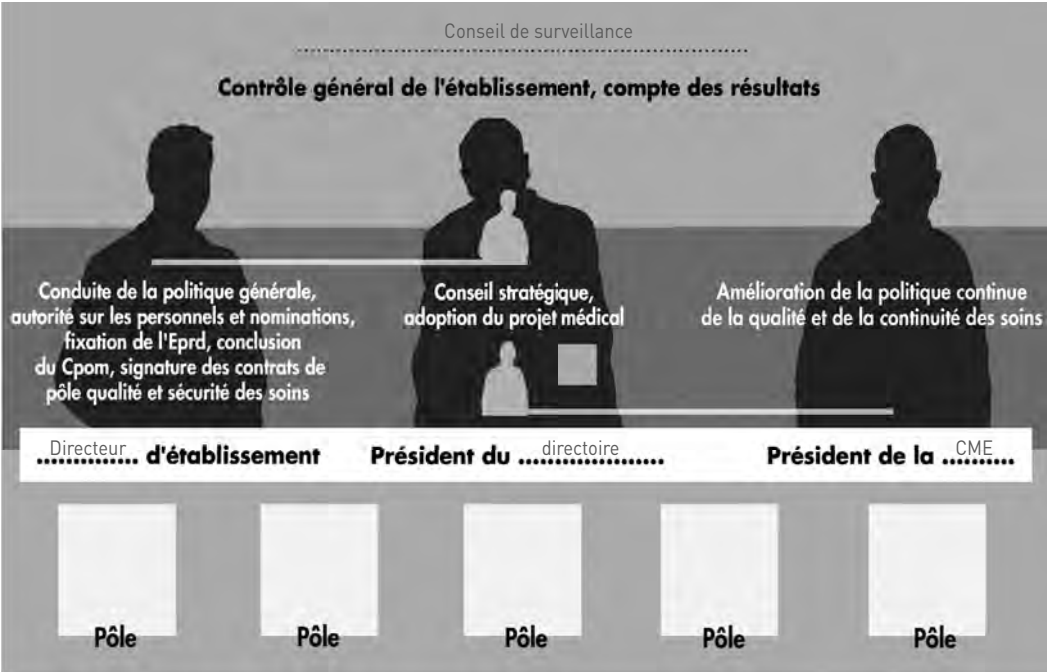 Conseil de surveillance
Contrôle général de l'établissement, compte des résultats
Conduite de la politique générale,
autorité sur les personnels et nominations,
fixation de l'Eprd, conclusion
du Cpom, signature des contrats de
pôle qualité et sécurité des soins
Conseil stratégique,
adoption du projet médical
Amélioration de la politique continue
de la qualité et de la continuité des soins
Directeur d'établissement
Président du directoire
Président de la CME
Pôle
Pôle
Pôle
Pôle
Pôle